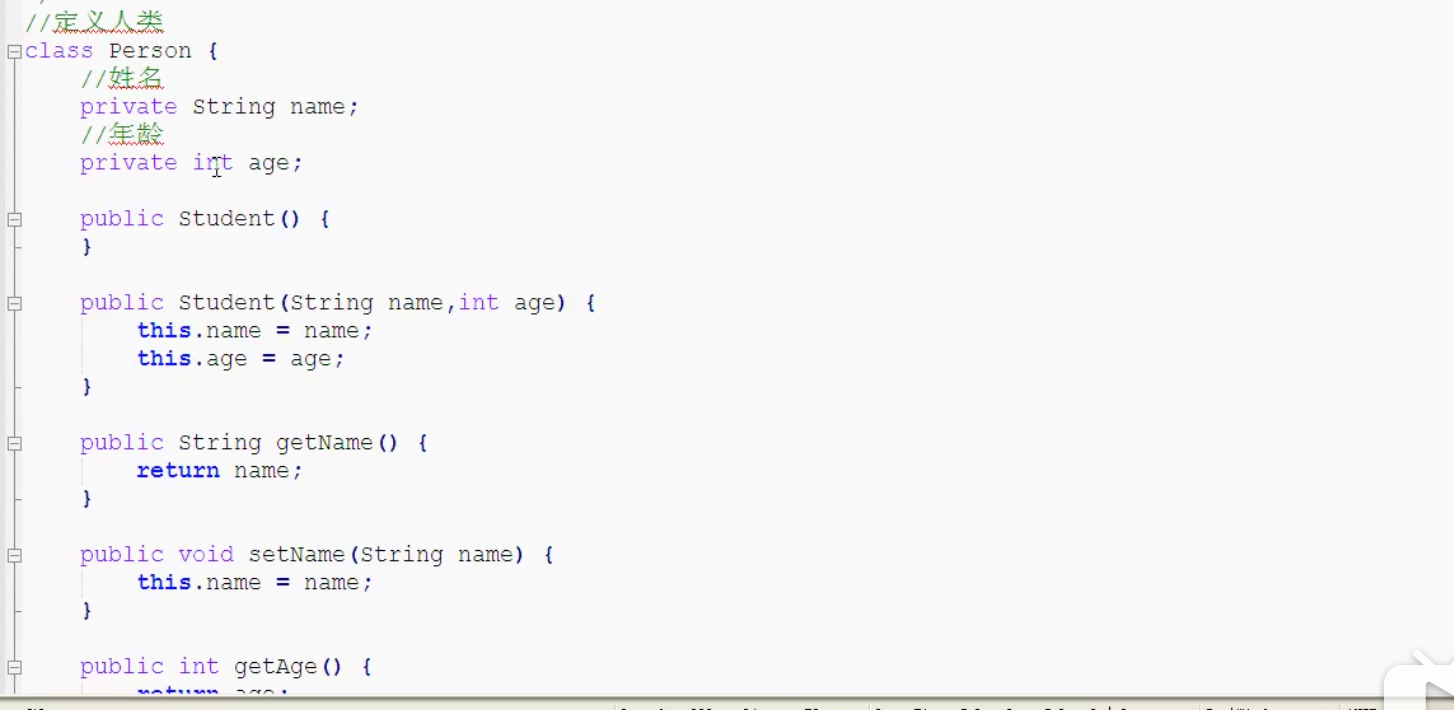 //定义人类
class Person {
//姓名
private String name;
//年龄
private int age;
public Student() {
}
public Student(String name,int age) {
this.name = name;
this.age = age;
}
public String getName() {
return name;
}
public void setName(String name) {
this.name = name;
}
public int getAge() {
return age;